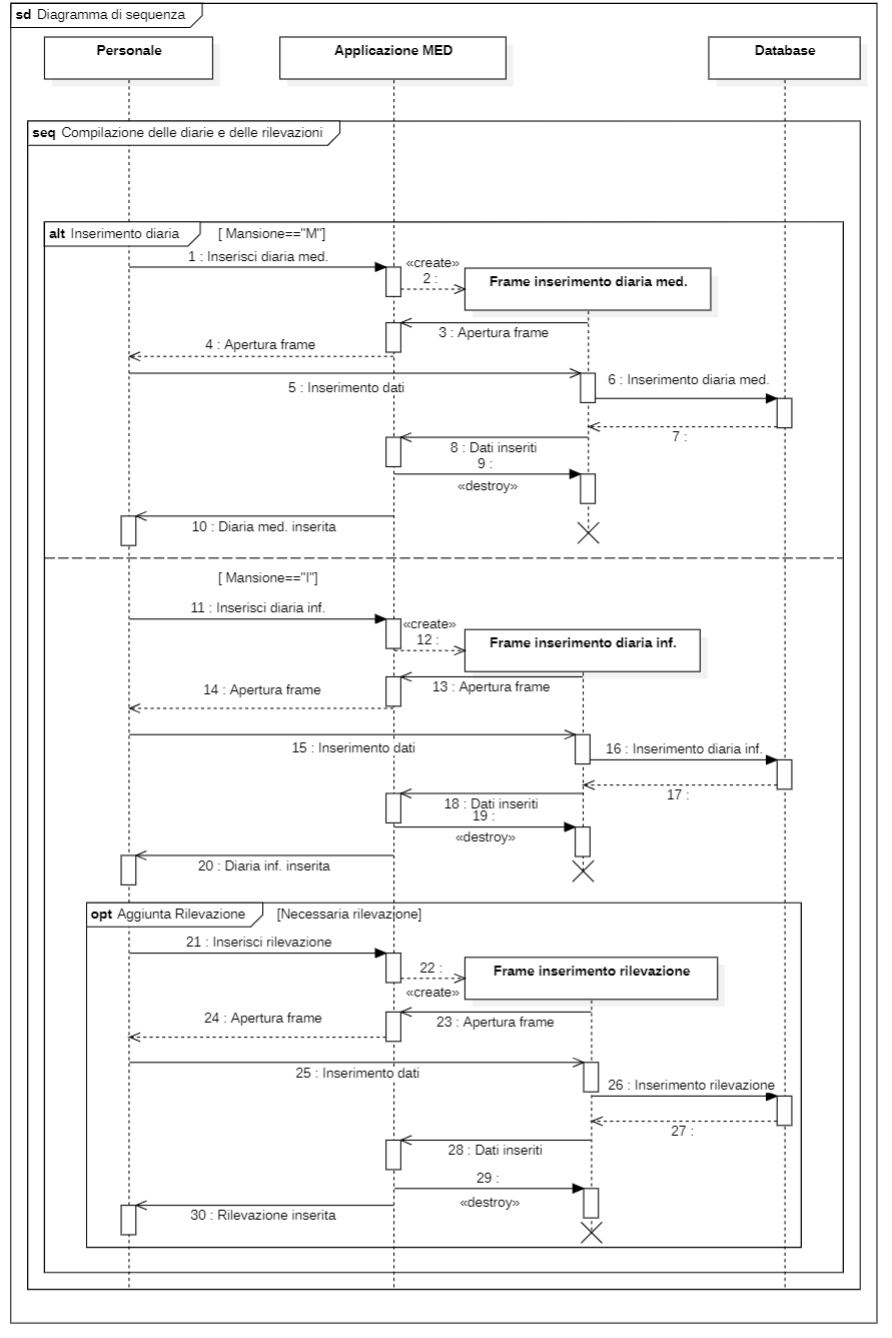 sd Diagramma di sequenza
Personale
Applicazione MED
Database
seq Compilazione delle diarie e delle rilevazioni
alt Inserimento diaria
[ Mansione=="M"]
1 : Inserisci diaria med.
«create»
2 :
Frame inserimento diaria med.
3 : Apertura frame
4 : Apertura frame
5 : Inserimento dati
6 : Inserimento diaria med.
7 :
8 : Dati inseriti
9 :
«destroy»
10 : Diaria med. inserita
[ Mansione=="I"]
11 : Inserisci diaria inf.
«create»
12 :
Frame inserimento diaria inf.
13 : Apertura frame
14 : Apertura frame
15 : Inserimento dati
16 : Inserimento diaria inf.
17 :
18 : Dati inseriti
19 :
«destroy»
20 : Diaria inf. inserita
opt Aggiunta Rilevazione
[Necessaria rilevazione]
21 : Inserisci rilevazione
22 :
«create»
Frame inserimento rilevazione
23 : Apertura frame
24 : Apertura frame
25 : Inserimento dati
26 : Inserimento rilevazione
27 :
28 : Dati inseriti
29 :
«destroy»
30 : Rilevazione inserita